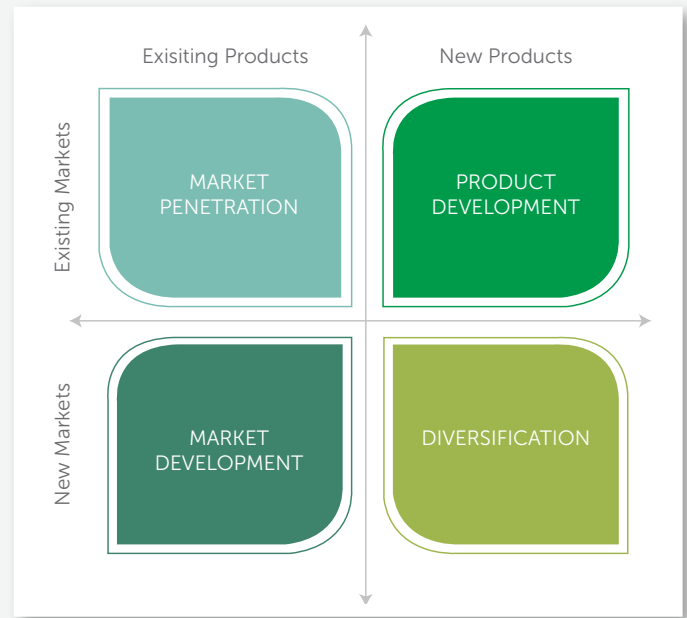 Exisiting Products
New Products
Existing Markets
MARKET
PENETRATION
PRODUCT
DEVELOPMENT
New Markets
MARKET
DEVELOPMENT
DIVERSIFICATION